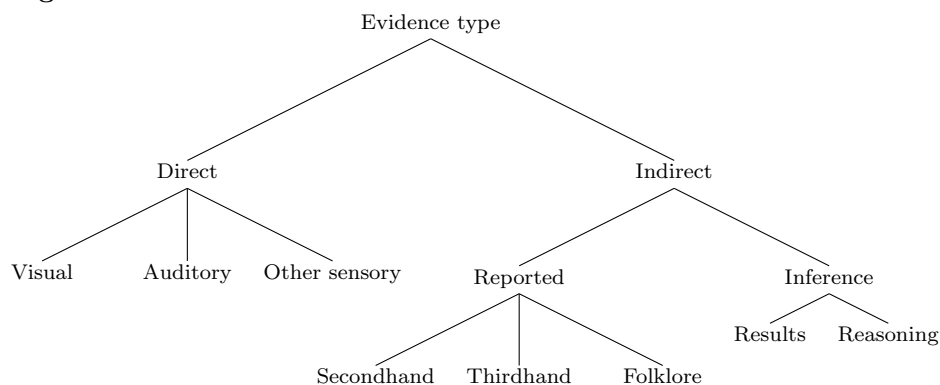 Evidence type
Direct
Indirect
Visual
Auditory
Other sensory
Reported
Inference
Results
Reasoning
Secondhand
Thirdhand
Folklore